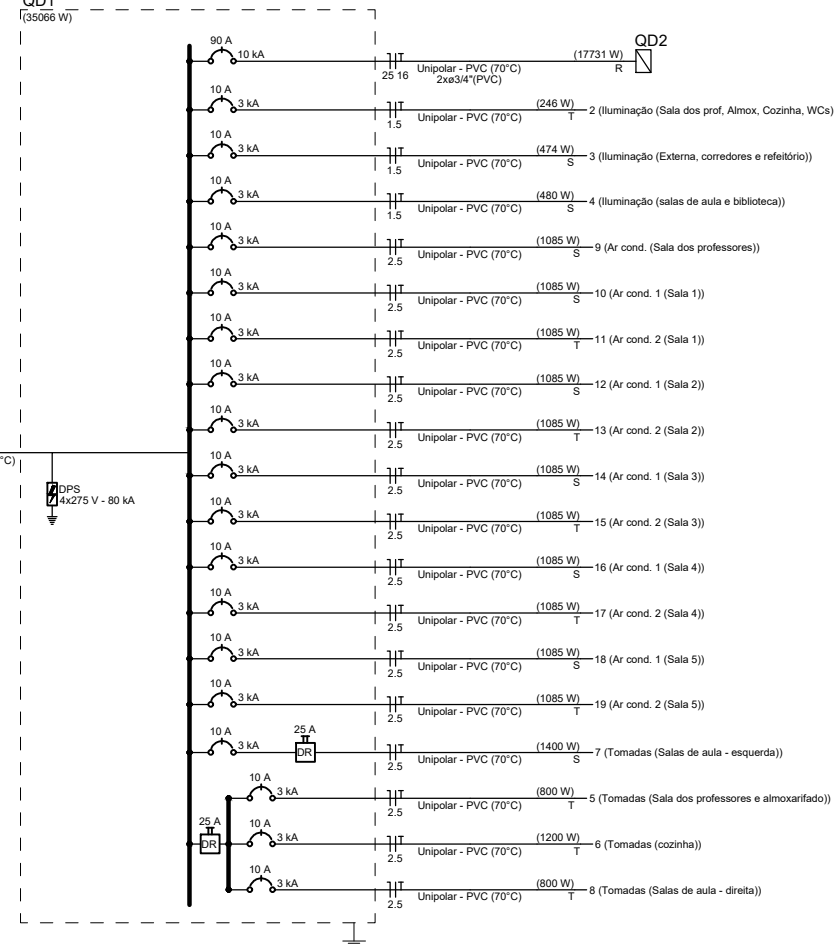 QD1
(35066 W)
90 A
10 kA
25 16
Unipolar - PVC (70°C)
2xø3/4"(PVC)
(17731 W)
R
QD2
10 A
3 kA
1.5
Unipolar - PVC (70°C)
(246 W)
T
2 (Iluminação (Sala dos prof, Almox, Cozinha, WCs)
10 A
3 kA
1.5
Unipolar - PVC (70°C)
(474 W)
S
3 (Iluminação (Externa, corredores e refeitório))
10 A
3 kA
1.5
Unipolar - PVC (70°C)
(480 W)
S
4 (Iluminação (salas de aula e biblioteca))
10 A
3 kA
2.5
Unipolar - PVC (70°C)
(1085 W)
S
9 (Ar cond. (Sala dos professores))
10 A
3 kA
2.5
Unipolar - PVC (70°C)
(1085 W)
S
10 (Ar cond. 1 (Sala 1))
10 A
3 kA
2.5
Unipolar - PVC (70°C)
(1085 W)
T
11 (Ar cond. 2 (Sala 1))
10 A
3 kA
2.5
Unipolar - PVC (70°C)
(1085 W)
S
12 (Ar cond. 1 (Sala 2))
10 A
3 kA
2.5
Unipolar - PVC (70°C)
(1085 W)
T
13 (Ar cond. 2 (Sala 2))
°C)
10 A
3 kA
2.5
Unipolar - PVC (70°C)
(1085 W)
S
14 (Ar cond. 1 (Sala 3))
DPS
4x275 V - 80 kA
10 A
3 kA
2.5
Unipolar - PVC (70°C)
(1085 W)
T
15 (Ar cond. 2 (Sala 3))
10 A
3 kA
2.5
Unipolar - PVC (70°C)
(1085 W)
S
16 (Ar cond. 1 (Sala 4))
10 A
3 kA
2.5
Unipolar - PVC (70°C)
(1085 W)
T
17 (Ar cond. 2 (Sala 4))
10 A
3 kA
2.5
Unipolar - PVC (70°C)
(1085 W)
S
18 (Ar cond. 1 (Sala 5))
10 A
3 kA
2.5
Unipolar - PVC (70°C)
(1085 W)
T
19 (Ar cond. 2 (Sala 5))
10 A
3 kA
25 A
DR
2.5
Unipolar - PVC (70°C)
(1400 W)
S
7 (Tomadas (Salas de aula - esquerda))
10 A
3 kA
2.5
Unipolar - PVC (70°C)
(800 W)
T
5 (Tomadas (Sala dos professores e almoxarifado))
25 A
DR
10 A
3 kA
2.5
Unipolar - PVC (70°C)
(1200 W)
T
6 (Tomadas (cozinha))
10 A
3 kA
2.5
Unipolar - PVC (70°C)
(800 W)
T
8 (Tomadas (Salas de aula - direita))